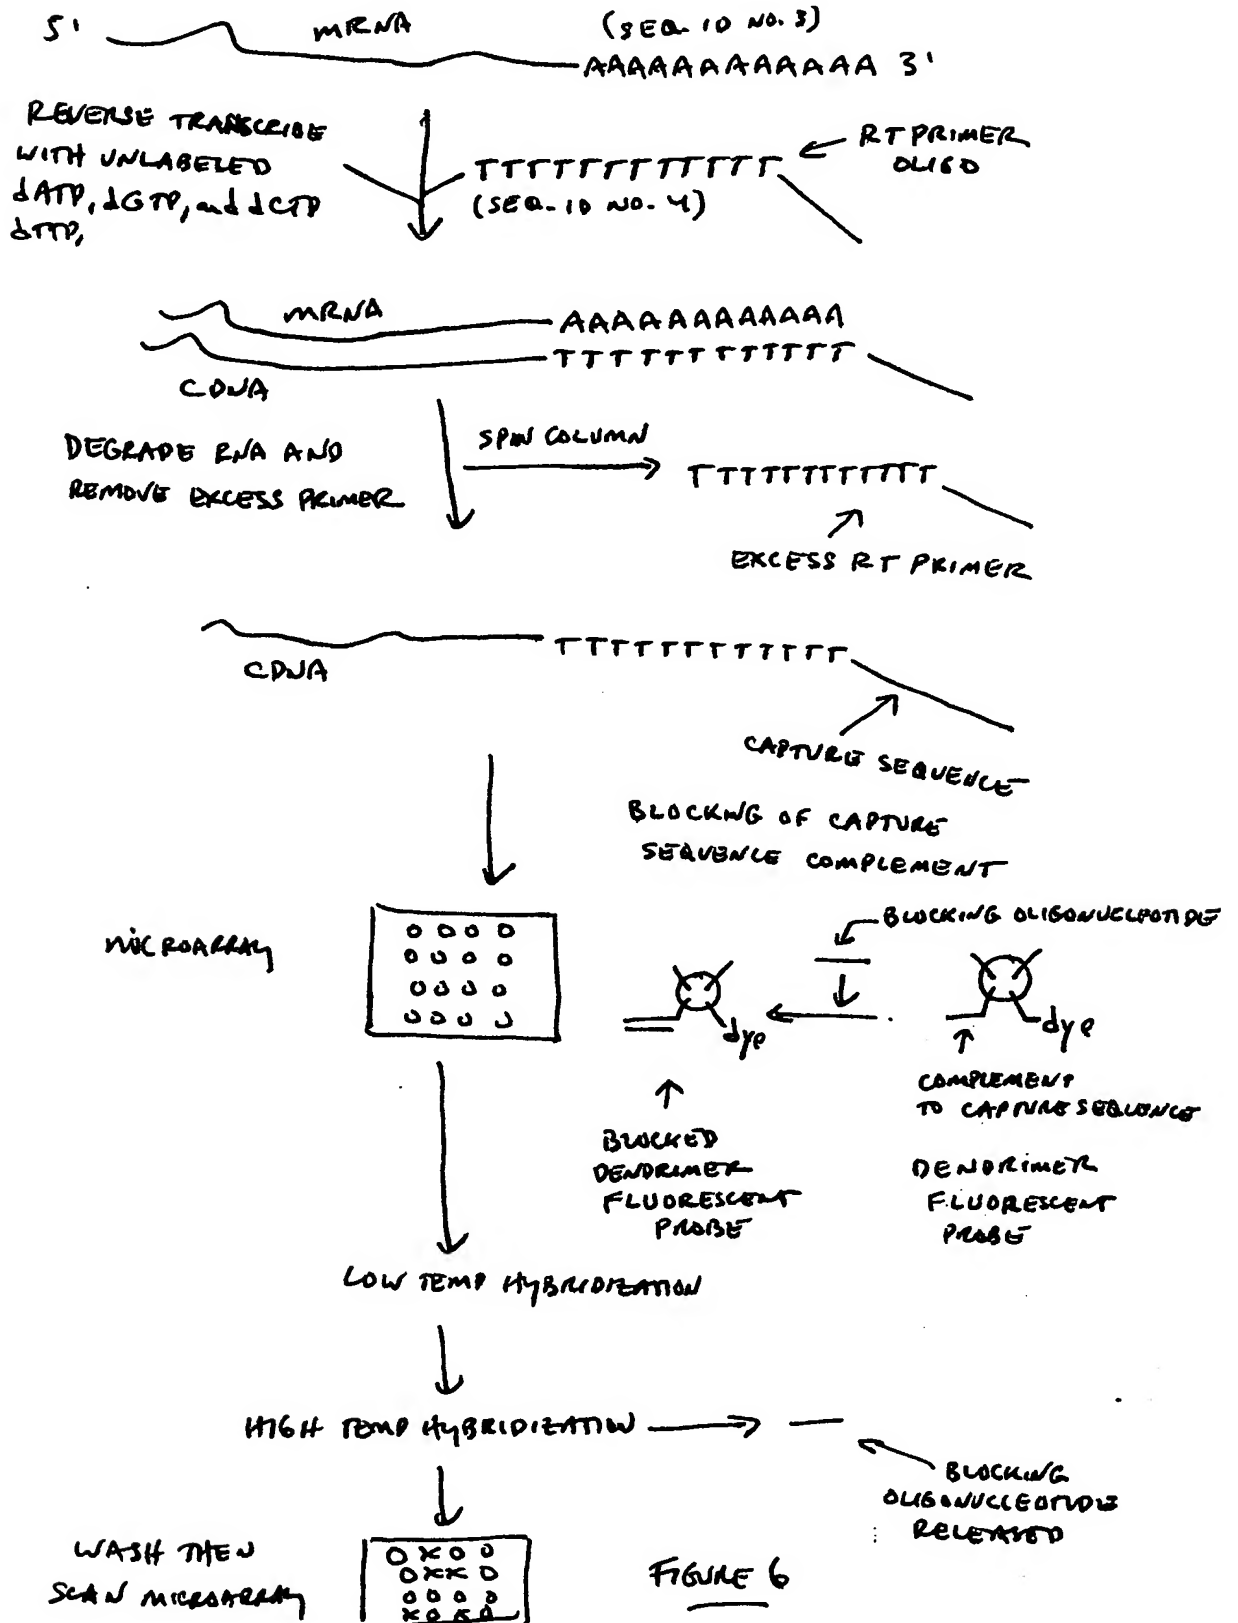 5' mRNA (SEQ. ID NO. 3)
AAAAAAAAAAAA 3'
REVERSE TRANSCRIBE
WITH UNLABELED
dATP, dGTP, and dCTP
dTTP,
TTTTTTTTTTTT
(SEQ. ID NO. 4)
RT PRIMER
OLIGO
mRNA AAAAAAAAAAAA
TTTTTTTTTTTT
CDNA
DEGRADE RNA AND
REMOVE EXCESS PRIMER
SPIN COLUMN
TTTTTTTTTTT
EXCESS RT PRIMER
TTTTTTTTTTTT
CDNA
CAPTURE SEQUENCE
BLOCKING OF CAPTURE
SEQUENCE COMPLEMENT
MICROARRAY
BLOCKING OLIGONUCLEOTIDE
dye
dye
COMPLEMENT
TO CAPTURE SEQUENCE
BLOCKED
DENDRIMER
FLUORESCENT
PROBE
DENDRIMER
FLUORESCENT
PROBE
LOW TEMP HYBRIDIZATION
HIGH TEMP HYBRIDIZATION
BLOCKING
OLIGONUCLEOTIDE
RELEASED
WASH THEN
SCAN MICROARRAY
FIGURE 6